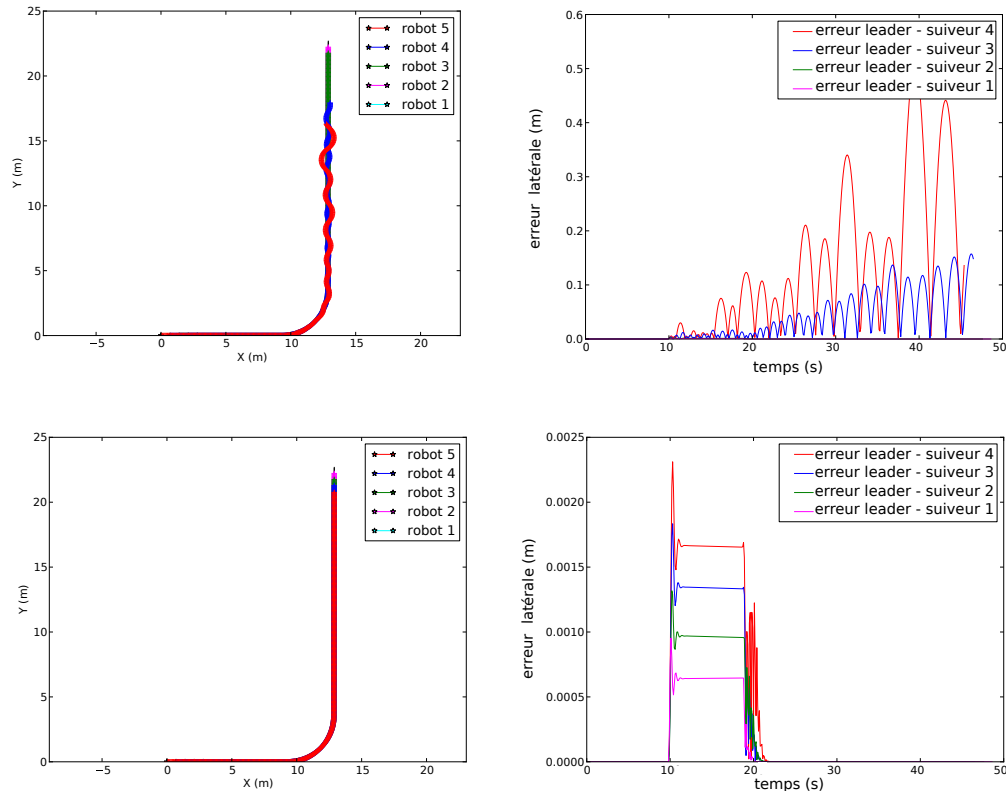 25
20
15
10
5
0
Y (m)
−5
0
5
10
15
20
X (m)
robot 5
robot 4
robot 3
robot 2
robot 1
0.6
0.5
0.4
0.3
0.2
0.1
0.0
erreur latérale (m)
0
10
20
30
40
50
temps (s)
erreur leader - suiveur 4
erreur leader - suiveur 3
erreur leader - suiveur 2
erreur leader - suiveur 1
25
20
15
10
5
0
Y (m)
−5
0
5
10
15
20
X (m)
robot 5
robot 4
robot 3
robot 2
robot 1
0.0025
0.0020
0.0015
0.0010
0.0005
0.0000
erreur latérale (m)
0
10
20
30
40
50
temps (s)
erreur leader - suiveur 4
erreur leader - suiveur 3
erreur leader - suiveur 2
erreur leader - suiveur 1